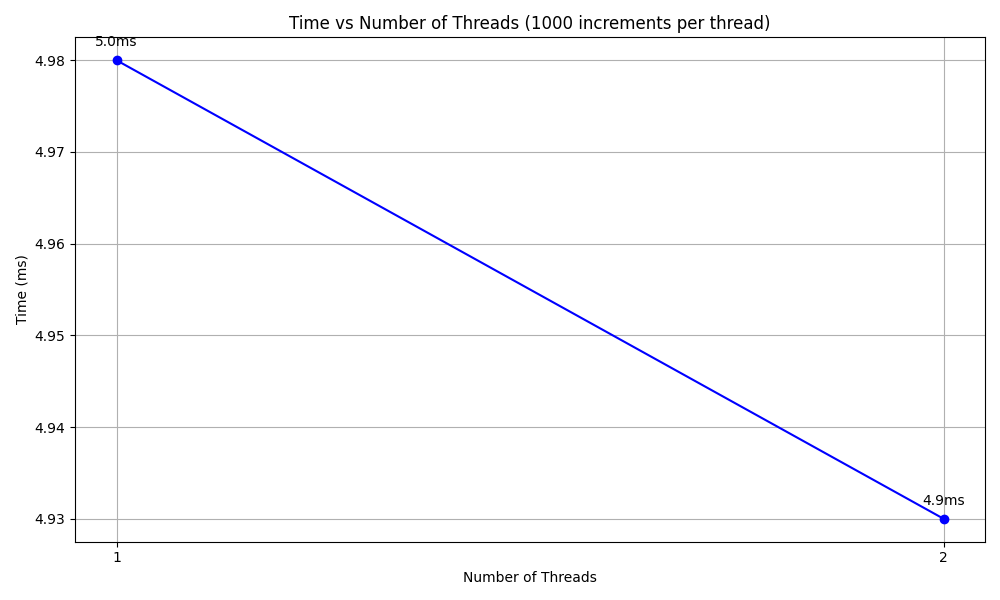 Time vs Number of Threads (1000 increments per thread)
5.0ms
4.98
4.97
4.96
4.95
4.94
4.9ms
4.93
Time (ms)
1
2
Number of Threads